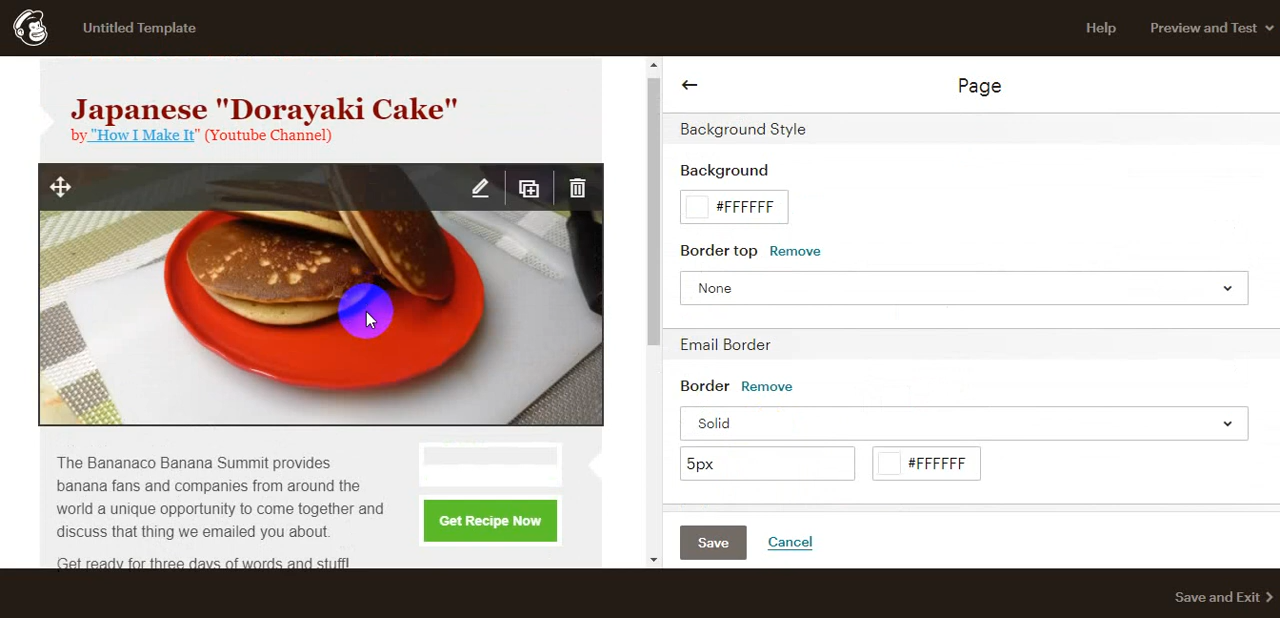 Untitled Template
Help
Preview and Test
Japanese "Dorayaki Cake"
by "How I Make It" (Youtube Channel)
The Bananaco Banana Summit provides
banana fans and companies from around the
world a unique opportunity to come together and
discuss that thing we emailed you about.
Get ready for three days of words and stuff!
Get Recipe Now
Page
Background Style
Background
#FFFFFF
Border top Remove
None
Email Border
Border Remove
Solid
5px #FFFFFF
Save Cancel
Save and Exit